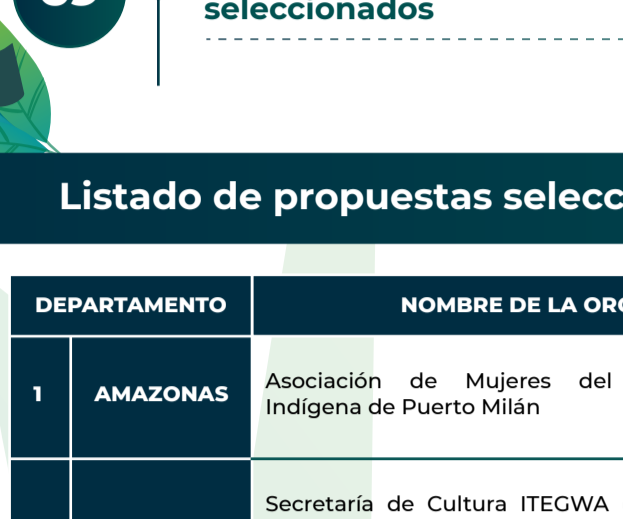 seleccionados
Listado de propuestas selecc
DEPARTAMENTO NOMBRE DE LA ORG
1 AMAZONAS Asociación de Mujeres del
Indígena de Puerto Milán
Secretaría de Cultura ITEGWA